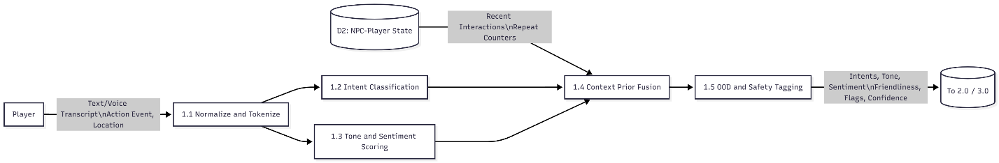 Player
Text/Voice
Transcript\nAction Event,
Location
1.1 Normalize and Tokenize
1.2 Intent Classification
1.3 Tone and Sentiment
Scoring
D2: NPC-Player State
Recent
Interactions\nRepeat
Counters
1.4 Context Prior Fusion
1.5 OOD and Safety Tagging
Intents, Tone,
Sentiment\nFriendliness,
Flags, Confidence
To 2.0 / 3.0